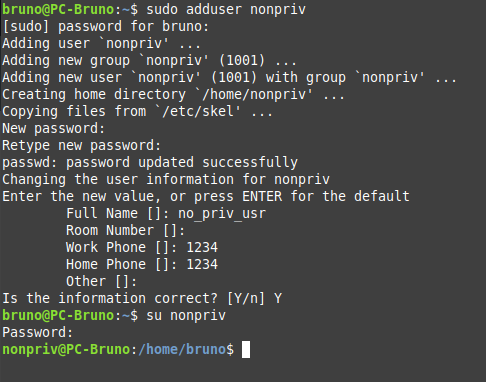 bruno@PC-Bruno:~$ sudo adduser nonpriv
[sudo] password for bruno:
Adding user `nonpriv' ...
Adding new group `nonpriv' (1001) ...
Adding new user `nonpriv' (1001) with group `nonpriv' ...
Creating home directory `/home/nonpriv' ...
Copying files from `/etc/skel' ...
New password:
Retype new password:
passwd: password updated successfully
Changing the user information for nonpriv
Enter the new value, or press ENTER for the default
        Full Name []: no_priv_usr
        Room Number []:
        Work Phone []: 1234
        Home Phone []: 1234
        Other []:
Is the information correct? [Y/n] Y
bruno@PC-Bruno:~$ su nonpriv
Password:
nonpriv@PC-Bruno:/home/bruno$